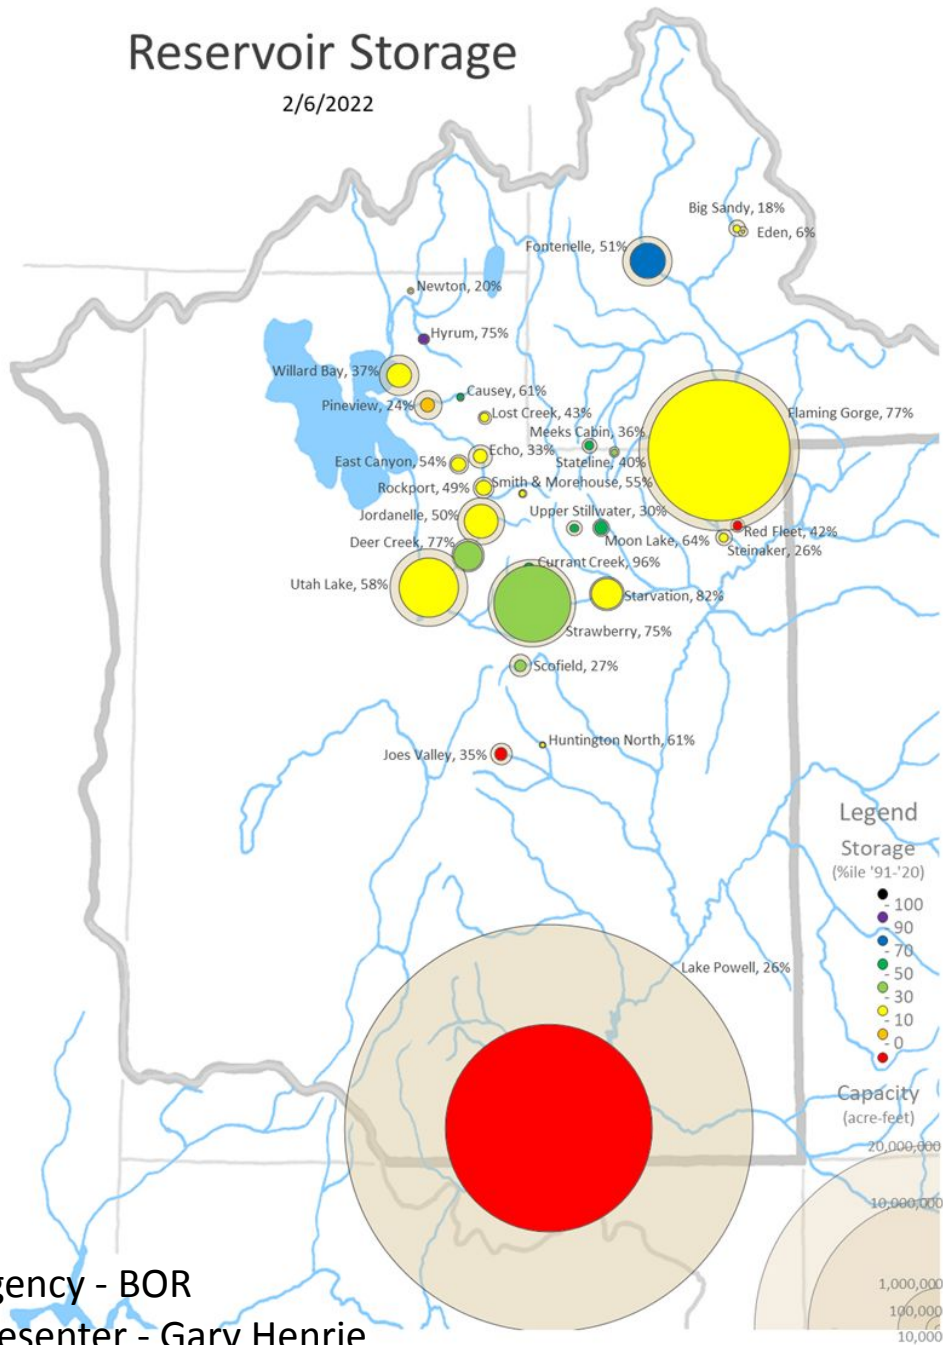 Reservoir Storage
2/6/2022
Big Sandy, 18%
Eden, 6%
Fontenelle, 51%
Newton, 20%
Hyrum, 75%
Willard Bay, 37%
Causey, 61%
Pineview, 24%
Lost Creek, 43%
Flaming Gorge, 77%
Meeks Cabin, 36%
Echo, 33%
East Canyon, 54%
Stateline, 40%
Smith & Morehouse, 55%
Rockport, 49%
Upper Stillwater, 30%
Jordanelle, 50%
Red Fleet, 42%
Moon Lake, 64%
Deer Creek, 77%
Steinaker, 26%
Currant Creek, 96%
Utah Lake, 58%
Starvation, 82%
Strawberry, 75%
Scofield, 27%
Huntington North, 61%
Joes Valley, 35%
Lake Powell, 26%
Legend
Storage
(%ile '91-'20)
- 100
- 90
- 70
- 50
- 30
- 10
- 0
Capacity
(acre-feet)
20,000,000
10,000,000
1,000,000
100,000
10,000
gency - BOR
esenter - Gary Henrie